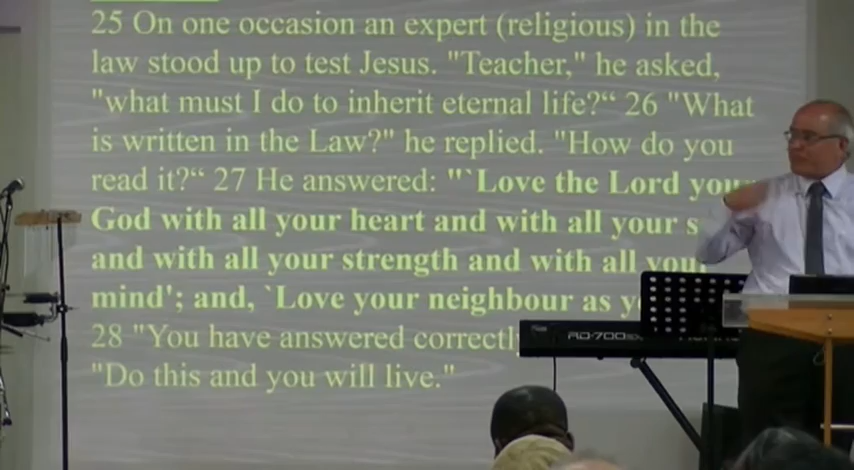 25 On one occasion an expert (religious) in the
law stood up to test Jesus. "Teacher," he asked,
"what must I do to inherit eternal life?“ 26 "What
is written in the Law?" he replied. "How do you
read it?“ 27 He answered: "`Love the Lord your
God with all your heart and with all your s
and with all your strength and with all your
mind'; and, `Love your neighbour as y
28 "You have answered correctly
"Do this and you will live."
RD-700